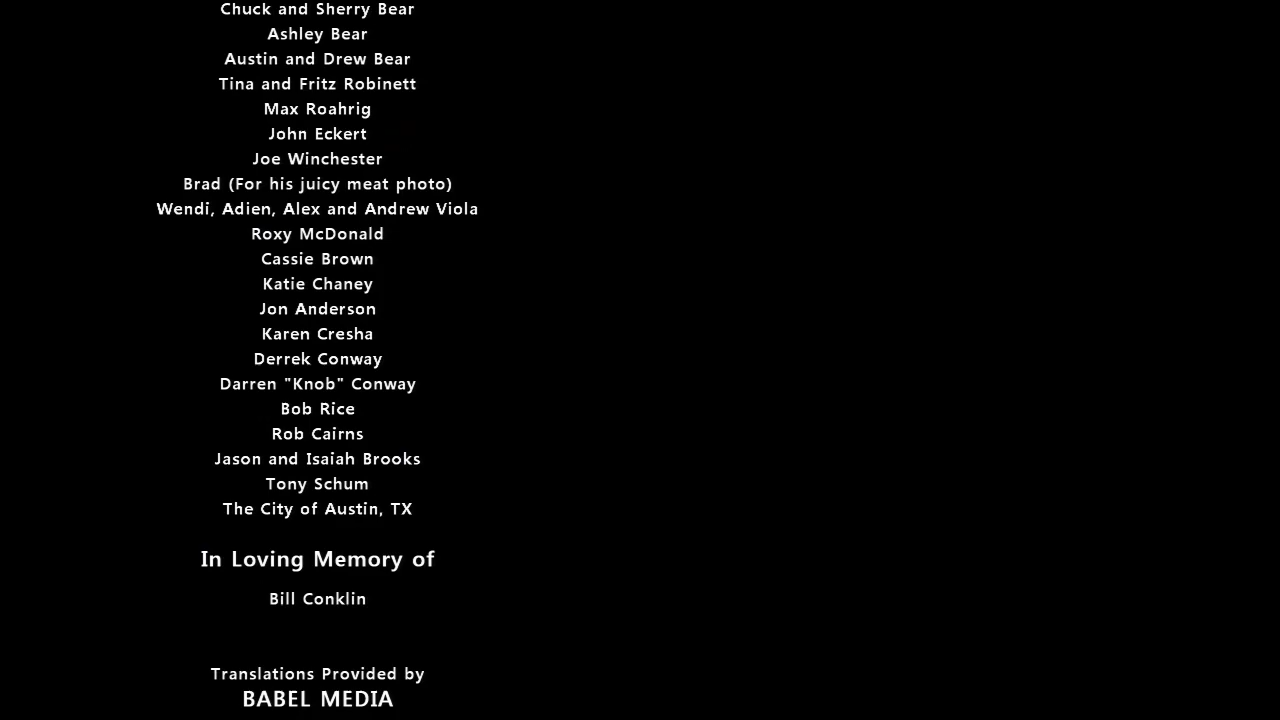 Chuck and Sherry Bear
Ashley Bear
Austin and Drew Bear
Tina and Fritz Robinett
Max Roahrig
John Eckert
Joe Winchester
Brad (For his juicy meat photo)
Wendi, Adien, Alex and Andrew Viola
Roxy McDonald
Cassie Brown
Katie Chaney
Jon Anderson
Karen Cresha
Derrek Conway
Darren "Knob" Conway
Bob Rice
Rob Cairns
Jason and Isaiah Brooks
Tony Schum
The City of Austin, TX
In Loving Memory of
Bill Conklin
Translations Provided by
BABEL MEDIA